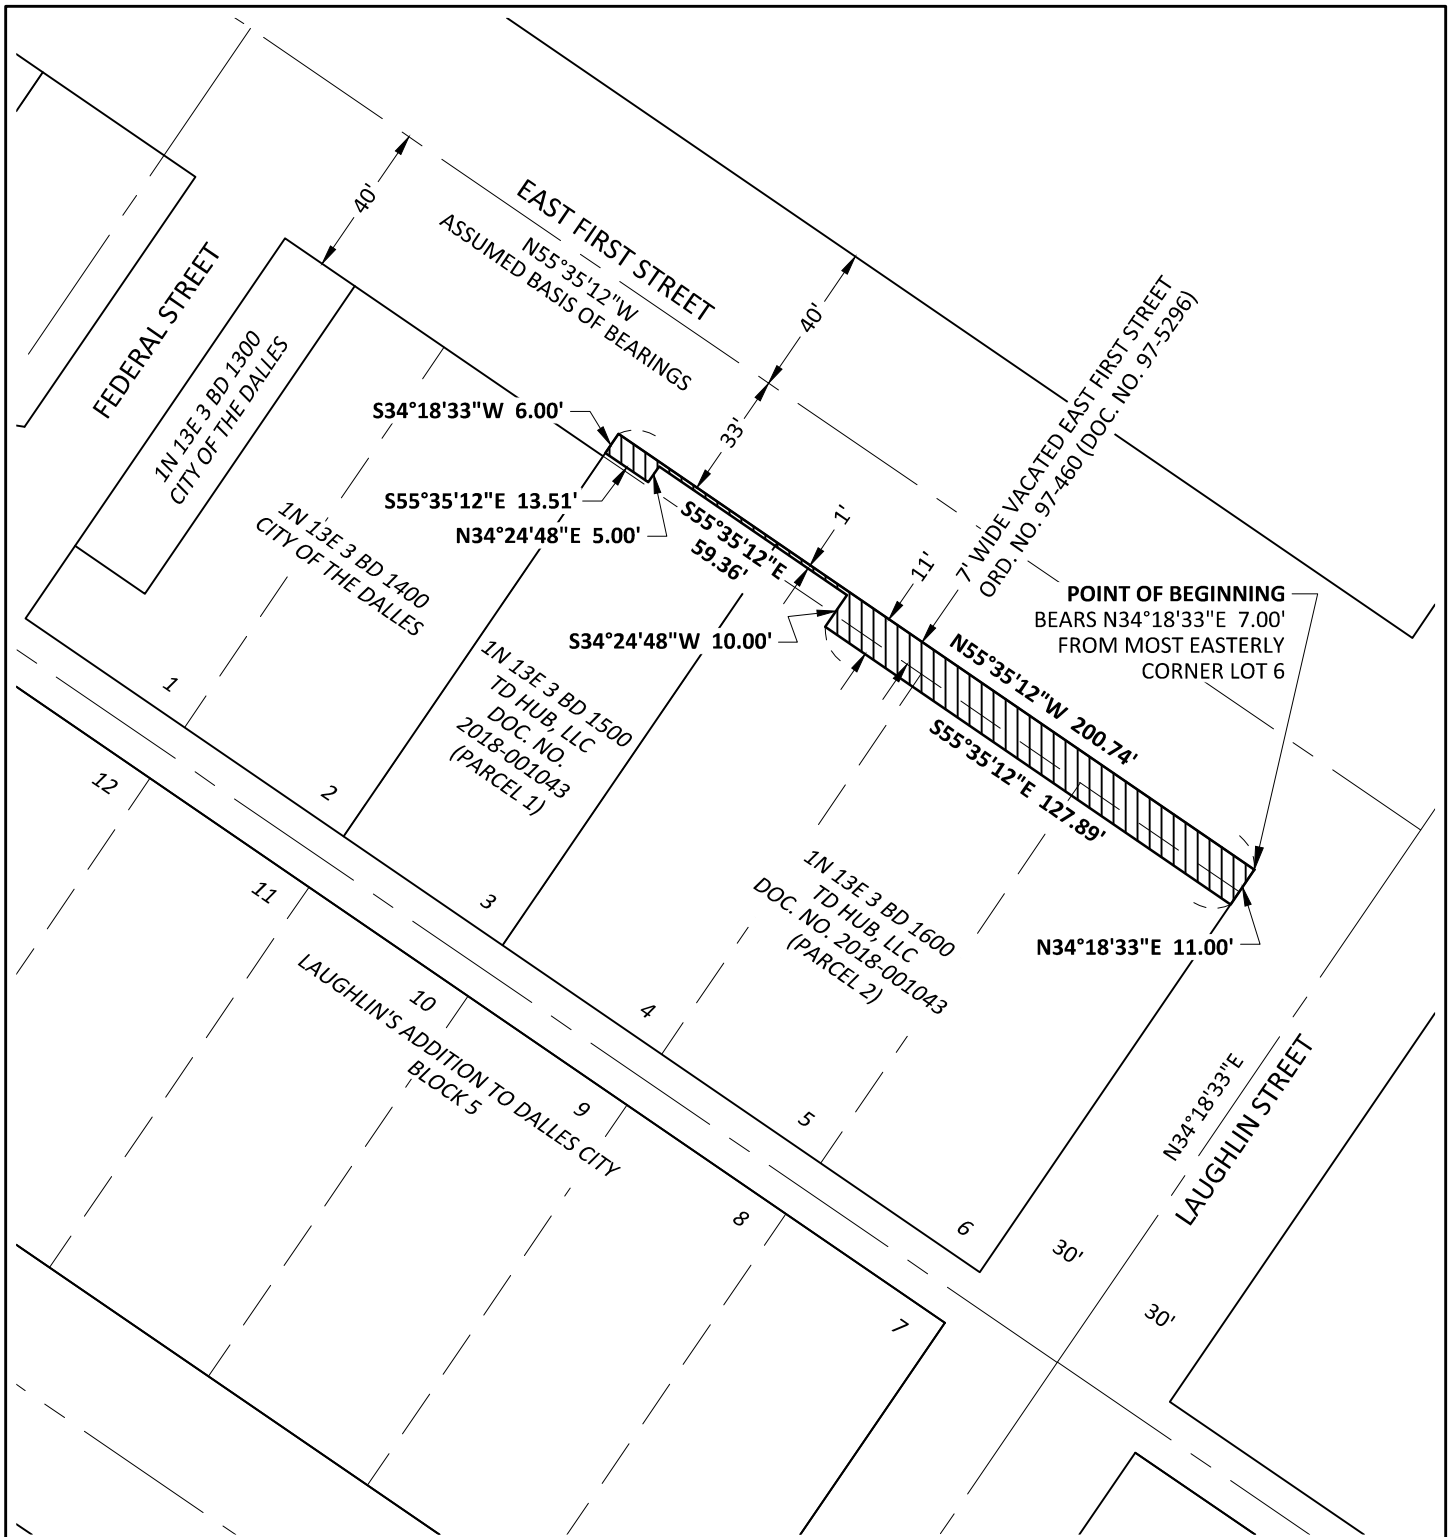 40'
EAST FIRST STREET
N55°35'12"W
ASSUMED BASIS OF BEARINGS
FEDERAL STREET
40'
33'
7' WIDE VACATED EAST FIRST STREET
ORD. NO. 97-460 (DOC. NO. 97-5296)
1N 13E 3 BD 1300
CITY OF THE DALLES
S34°18'33"W 6.00'
S55°35'12"E 13.51'
N34°24'48"E 5.00'
S55°35'12"E
59.36'
1'
11'
1N 13E 3 BD 1400
CITY OF THE DALLES
POINT OF BEGINNING
BEARS N34°18'33"E 7.00'
FROM MOST EASTERLY
CORNER LOT 6
S34°24'48"W 10.00'
N55°35'12"W 200.74'
S55°35'12"E 127.89'
1N 13E 3 BD 1500
TD HUB, LLC
DOC. NO.
2018-001043
(PARCEL 1)
1
2
3
4
5
6
12
11
10
9
8
7
1N 13E 3 BD 1600
TD HUB, LLC
DOC. NO. 2018-001043
(PARCEL 2)
N34°18'33"E 11.00'
LAUGHLIN'S ADDITION TO DALLES CITY
BLOCK 5
N34°18'33"E
LAUGHLIN STREET
30'
30'